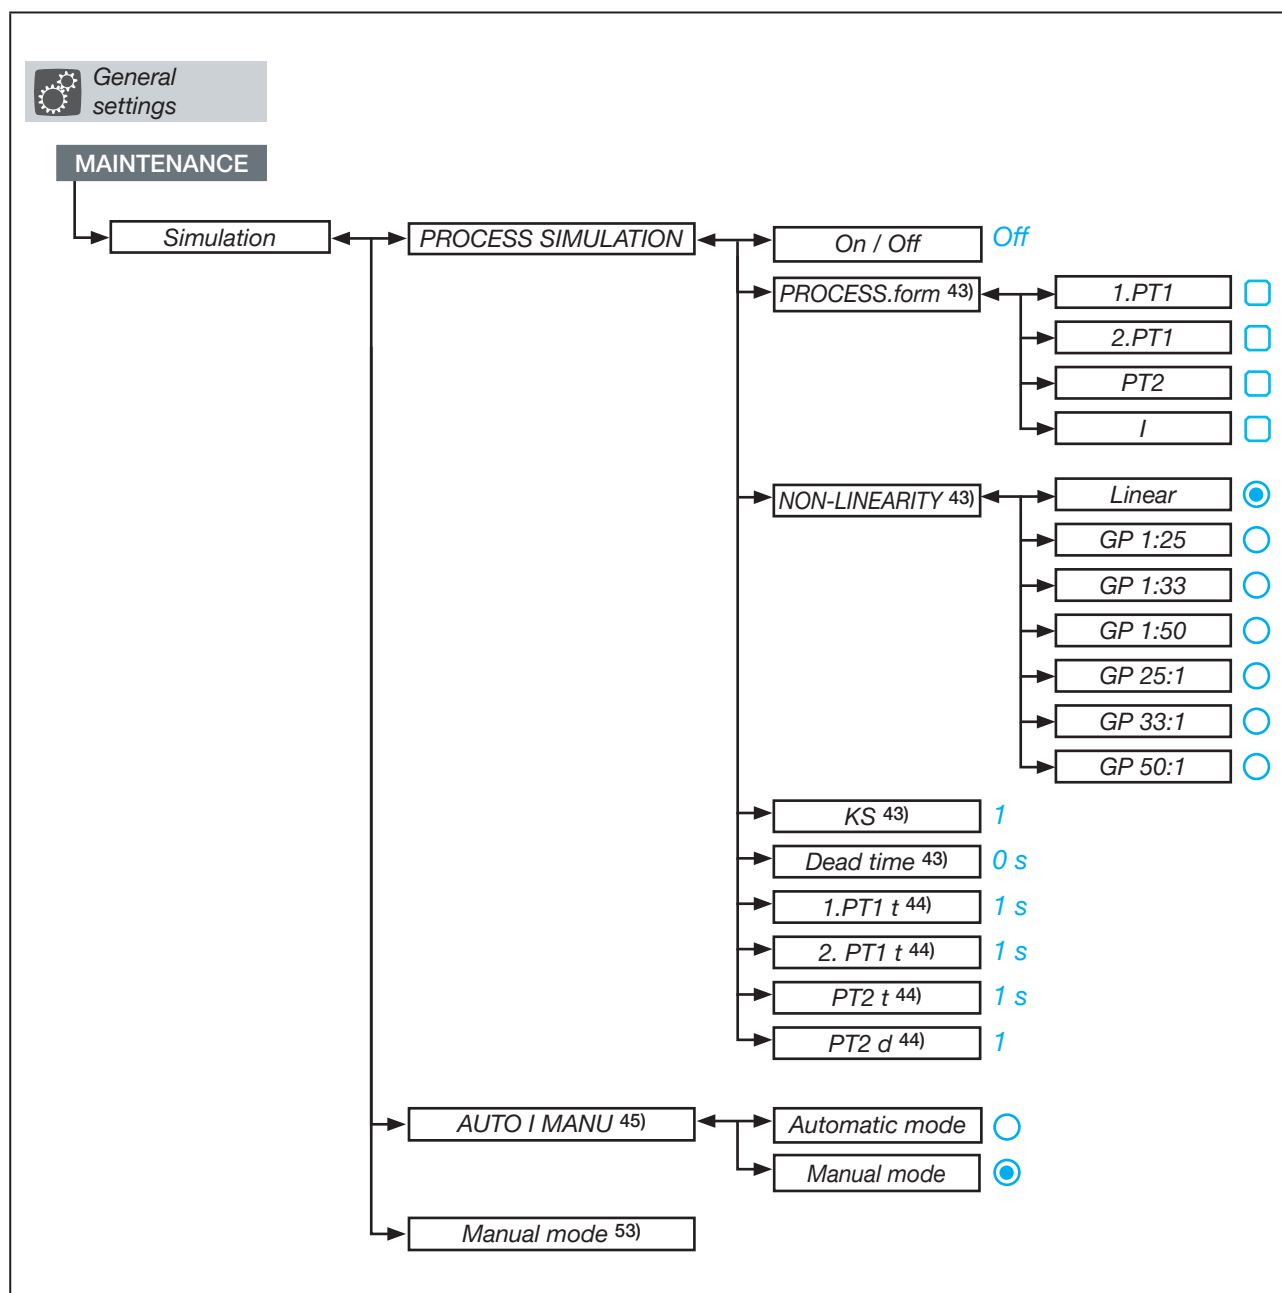 General
settings
MAINTENANCE
Simulation
PROCESS SIMULATION
On / Off
Off
PROCESS.form 43)
1.PT1
2.PT1
PT2
I
NON-LINEARITY 43)
Linear
GP 1:25
GP 1:33
GP 1:50
GP 25:1
GP 33:1
GP 50:1
KS 43)
1
Dead time 43)
0 s
1.PT1 t 44)
1 s
2. PT1 t 44)
1 s
PT2 t 44)
1 s
PT2 d 44)
1
AUTO I MANU 45)
Automatic mode
Manual mode
Manual mode 53)